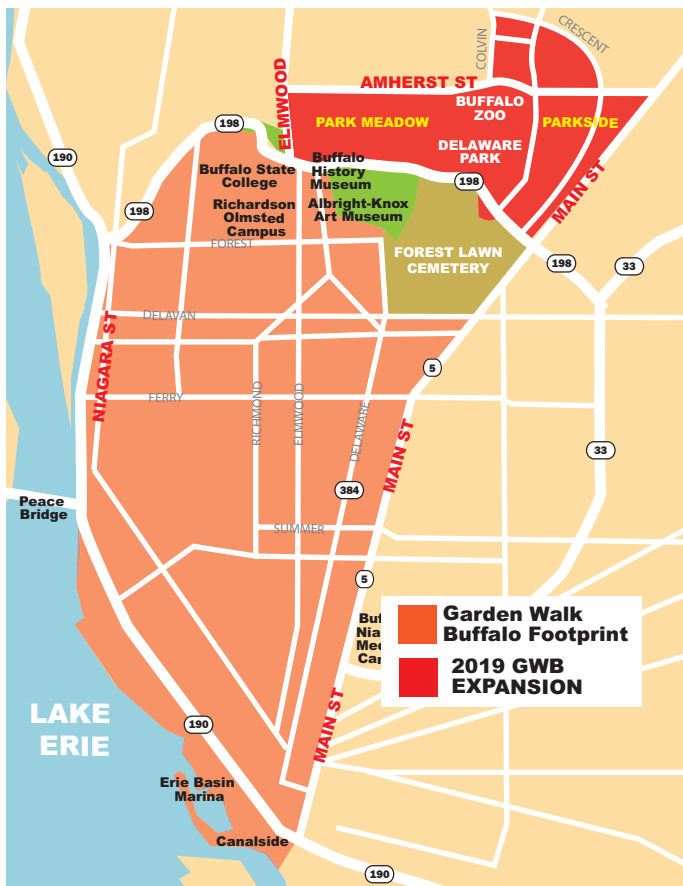 COLVIN
CRESCENT
ELMWOOD
AMHERST ST
BUFFALO
ZOO
PARK MEADOW
PARKSIDE
DELAWARE
PARK
198
190
Buffalo State
College
Buffalo
History
Museum
198
MAIN ST
198
Richardson
Olmsted
Campus
Albright-Knox
Art Museum
FOREST
FOREST LAWN
CEMETERY
198
33
DELAVAN
NIAGARA ST
5
FERRY
RICHMOND
ELMWOOD
DELAWARE
MAIN ST
33
384
Peace
Bridge
SUMMER
5
Garden Walk
Buffalo Footprint
2019 GWB
EXPANSION
LAKE
ERIE
190
MAIN ST
Erie Basin
Marina
Canalside
190